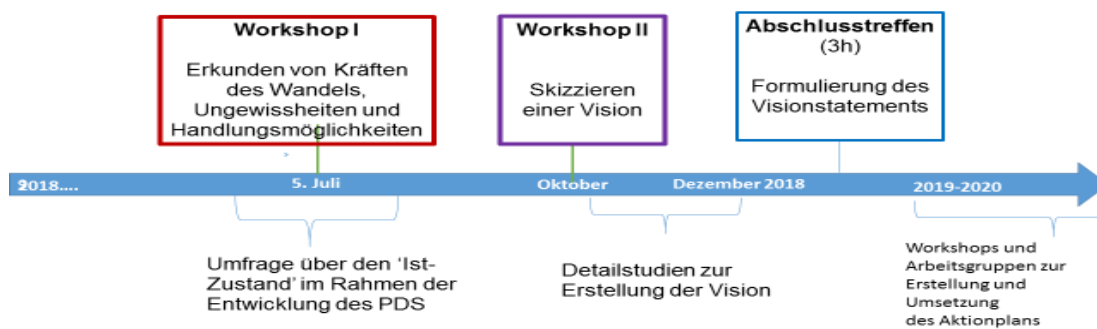 Workshop I
Erkunden von Kräften
des Wandels,
Ungewissheiten und
Handlungsmöglichkeiten
Workshop II
Skizzieren
einer Vision
Abschlusstreffen
(3h)
Formulierung des
Visionstatements
2018....
5. Juli
Oktober
Dezember 2018
2019-2020
Umfrage über den ‘Ist-
Zustand’ im Rahmen der
Entwicklung des PDS
Detailstudien zur
Erstellung der Vision
Workshops und
Arbeitsgruppen zur
Erstellung und
Umsetzung
des Aktionplans